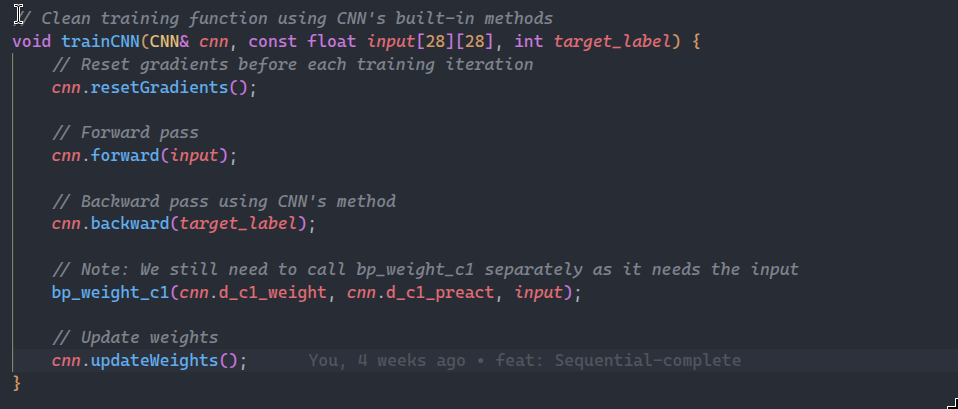 // Clean training function using CNN's built-in methods
void trainCNN(CNN& cnn, const float input[28][28], int target_label) {
// Reset gradients before each training iteration
cnn.resetGradients();
// Forward pass
cnn.forward(input);
// Backward pass using CNN's method
cnn.backward(target_label);
// Note: We still need to call bp_weight_c1 separately as it needs the input
bp_weight_c1(cnn.d_c1_weight, cnn.d_c1_preact, input);
// Update weights
cnn.updateWeights(); You, 4 weeks ago • feat: Sequential-complete
}